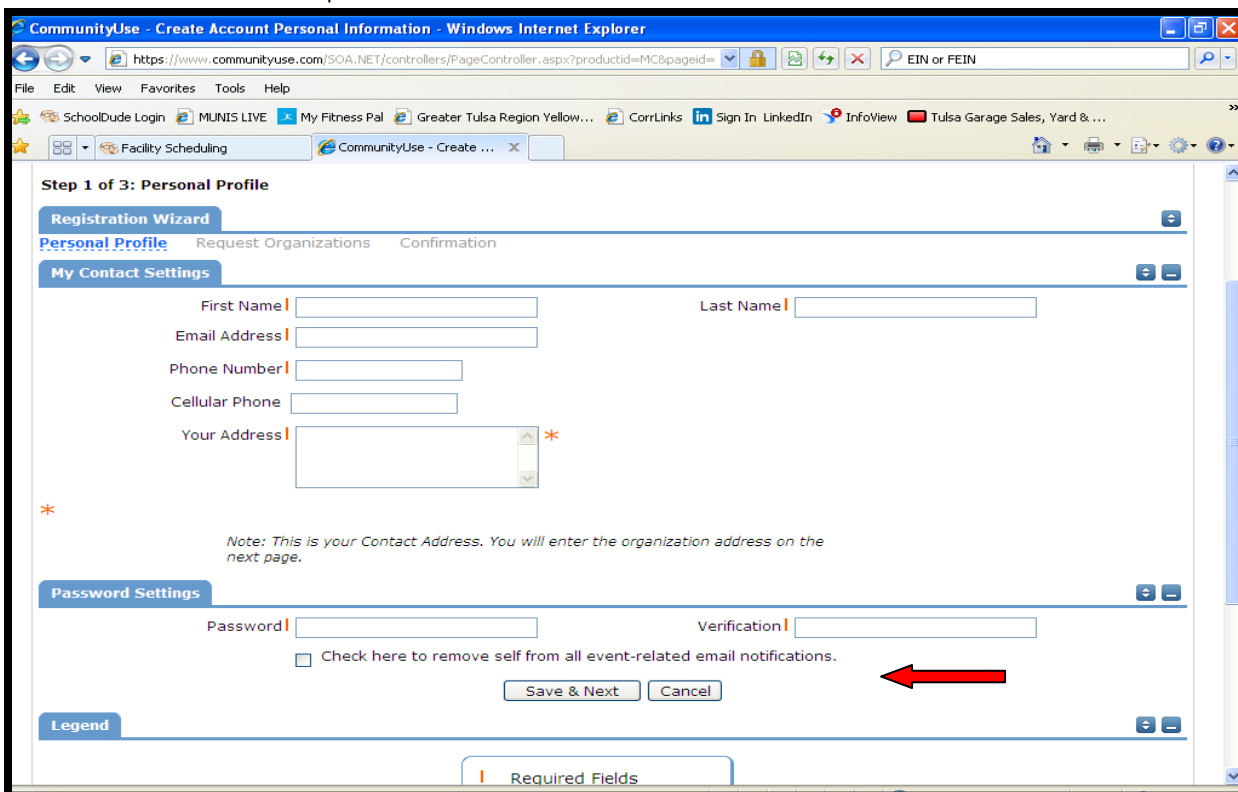 CommunityUse - Create Account Personal Information - Windows Internet Explorer
https://www.communityuse.com/SOA.NET/controllers/PageController.aspx?productid=MC&pageid=
EIN or FEIN
File Edit View Favorites Tools Help
SchoolDude Login MUNIS LIVE My Fitness Pal Greater Tulsa Region Yellow... CorrLinks in Sign In LinkedIn InfoView Tulsa Garage Sales, Yard & ... »
Facility Scheduling CommunityUse - Create ... X
Step 1 of 3: Personal Profile
Registration Wizard
Personal Profile Request Organizations Confirmation
My Contact Settings
First Name Last Name
Email Address
Phone Number
Cellular Phone
Your Address *
*
Note: This is your Contact Address. You will enter the organization address on the
next page.
Password Settings
Password Verification
Check here to remove self from all event-related email notifications.
Save & Next Cancel
Legend
Required Fields